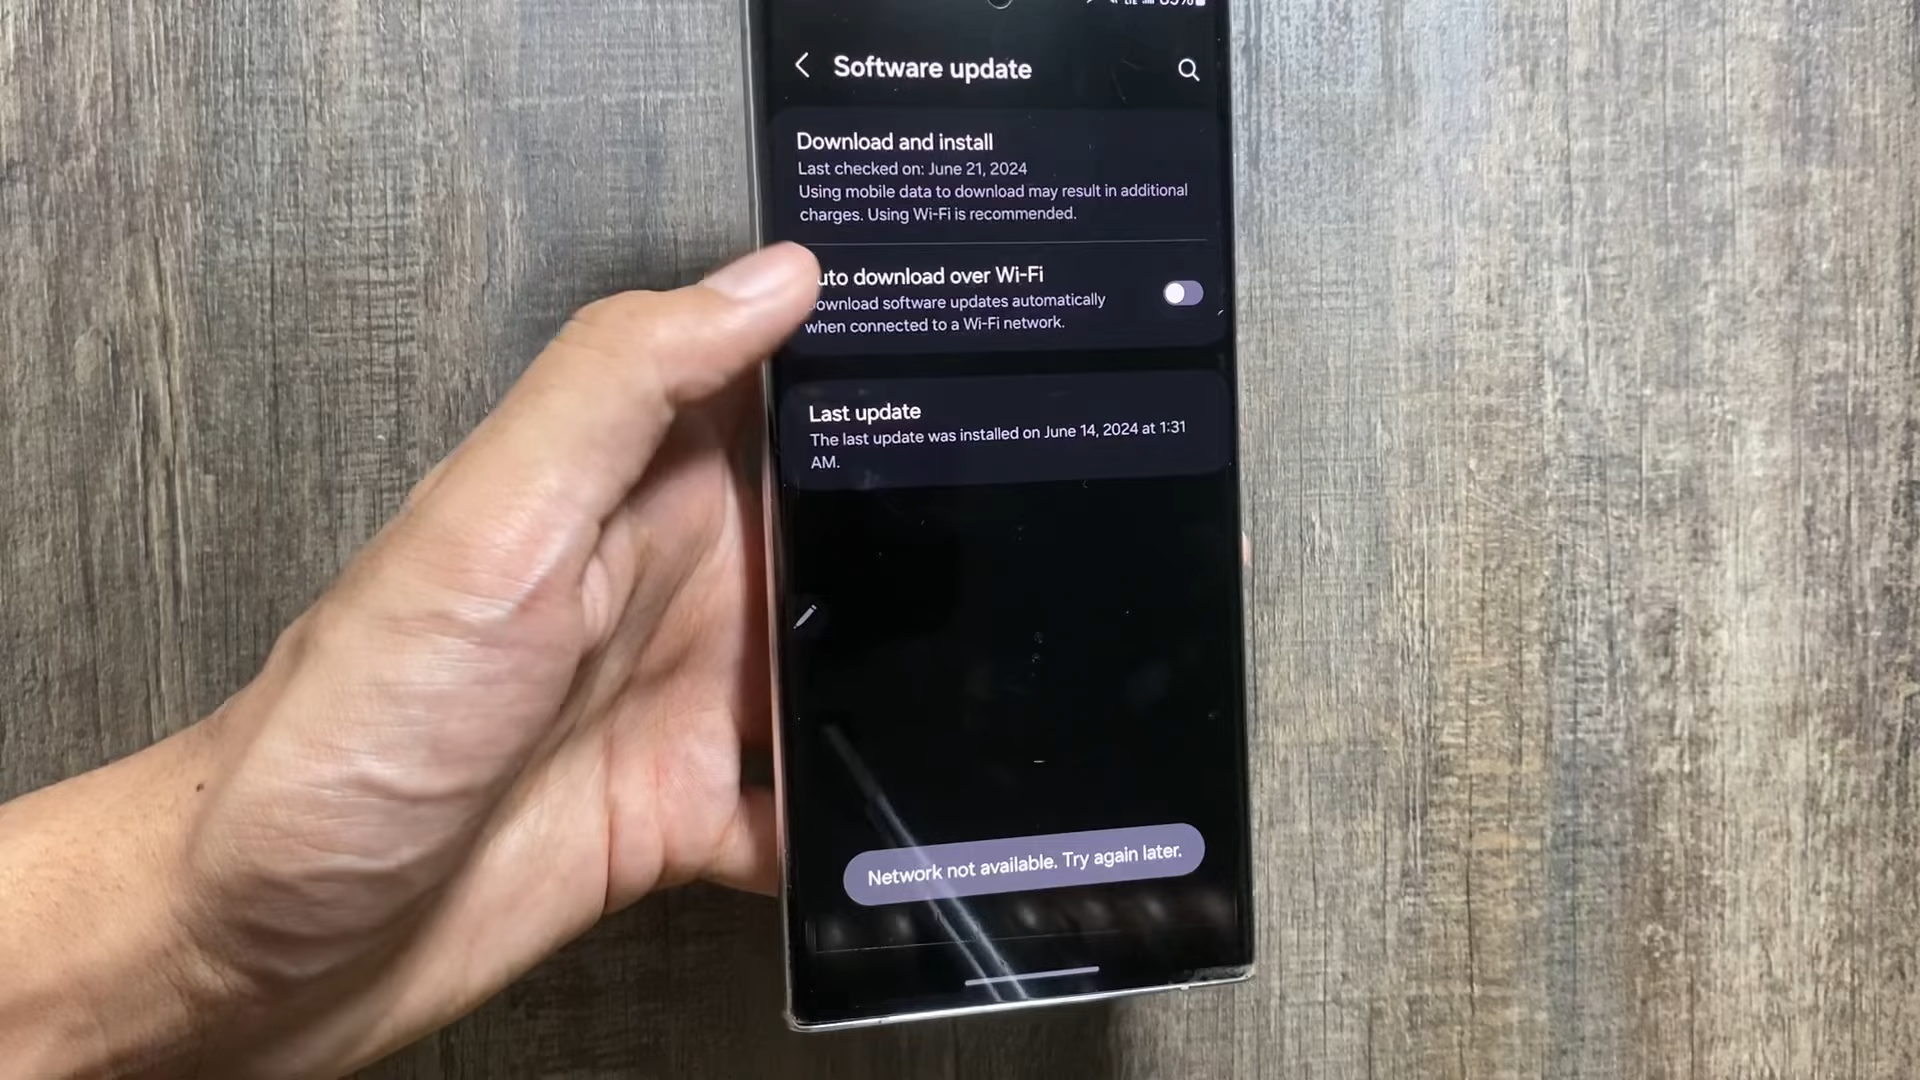 Software update
Download and install
Last checked on: June 21, 2024
Using mobile data to download may result in additional
charges. Using Wi-Fi is recommended.
uto download over Wi-Fi
ownload software updates automatically
when connected to a Wi-Fi network.
Last update
The last update was installed on June 14, 2024 at 1:31
AM.
Network not available. Try again later.